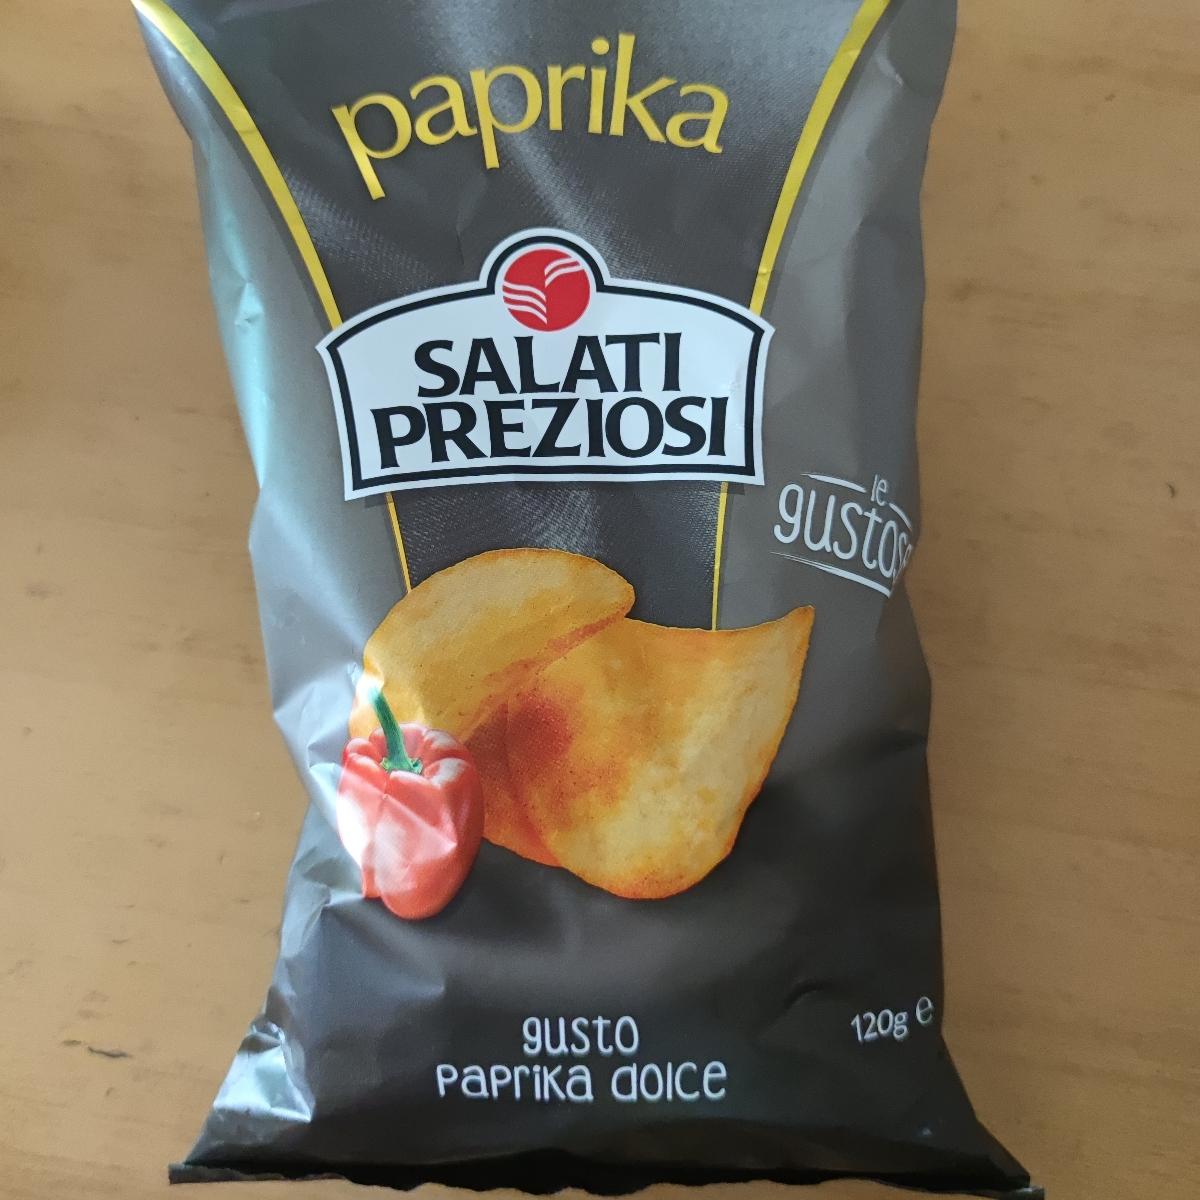 paprika
SALATI
PREZIOSI
le
gustose
gusto
paprika dolce
120g e